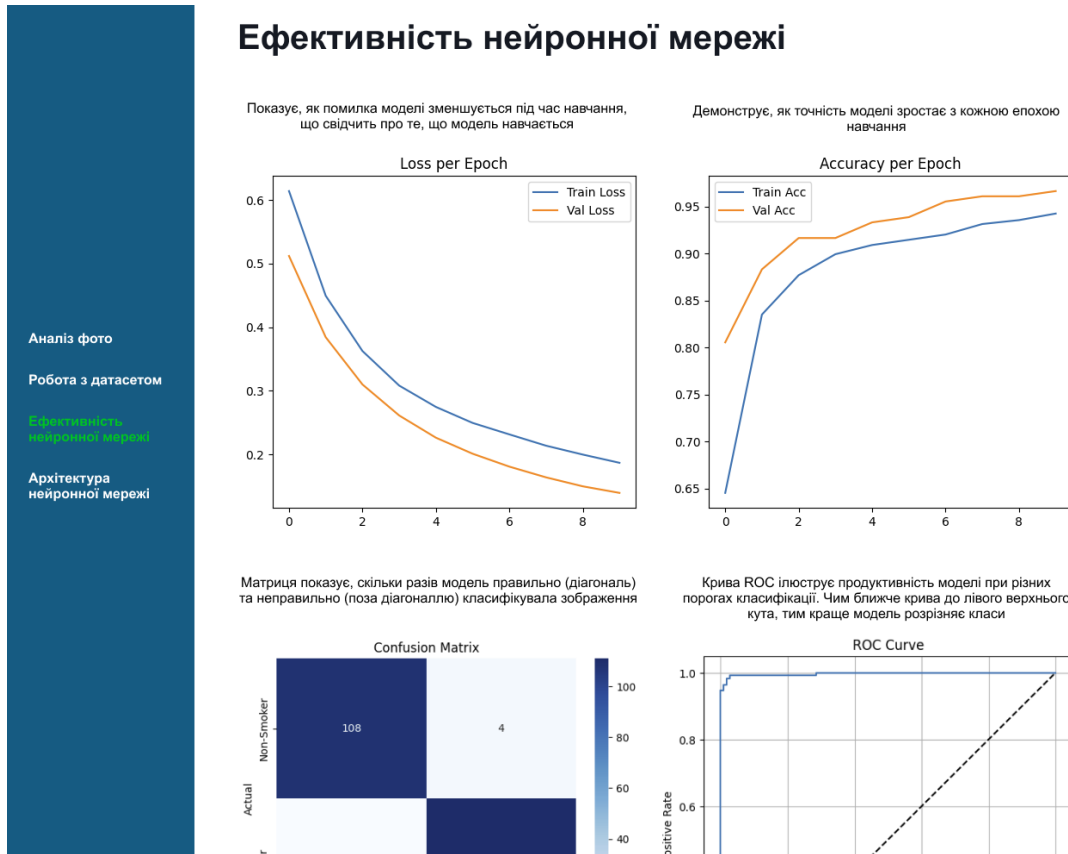 Ефективність нейронної мережі
Аналіз фото
Робота з датасетом
Ефективність
нейронної мережі
Архітектура
нейронної мережі
Показує, як помилка моделі зменшується під час навчання,
що свідчить про те, що модель навчається
Loss per Epoch
Train Loss
Val Loss
0.6
0.5
0.4
0.3
0.2
0 2 4 6 8
Демонструє, як точність моделі зростає з кожною епохою
навчання
Accuracy per Epoch
Train Acc
Val Acc
0.95
0.90
0.85
0.80
0.75
0.70
0.65
0 2 4 6 8
Матриця показує, скільки разів модель правильно (діагональ)
та неправильно (поза діагоналлю) класифікувала зображення
Confusion Matrix
Non-Smoker
Actual
108 4
100
80
60
40
Крива ROC ілюструє продуктивність моделі при різних
порогах класифікації. Чим ближче крива до лівого верхнього
кута, тим краще модель розрізняє класи
ROC Curve
1.0
0.8
0.6
Rate